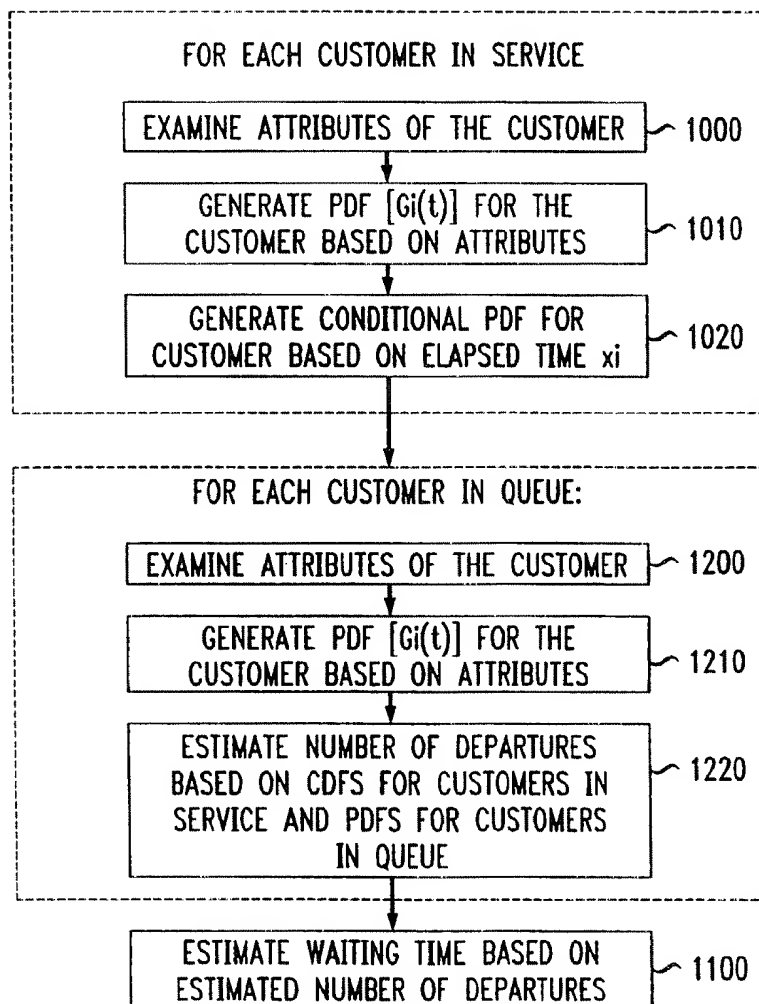 FOR EACH CUSTOMER IN SERVICE
EXAMINE ATTRIBUTES OF THE CUSTOMER
1000
GENERATE PDF [Gi(t)] FOR THE
CUSTOMER BASED ON ATTRIBUTES
1010
GENERATE CONDITIONAL PDF FOR
CUSTOMER BASED ON ELAPSED TIME xi
1020
FOR EACH CUSTOMER IN QUEUE:
EXAMINE ATTRIBUTES OF THE CUSTOMER
1200
GENERATE PDF [Gi(t)] FOR THE
CUSTOMER BASED ON ATTRIBUTES
1210
ESTIMATE NUMBER OF DEPARTURES
BASED ON CDFS FOR CUSTOMERS IN
SERVICE AND PDFS FOR CUSTOMERS
IN QUEUE
1220
ESTIMATE WAITING TIME BASED ON
ESTIMATED NUMBER OF DEPARTURES
1100